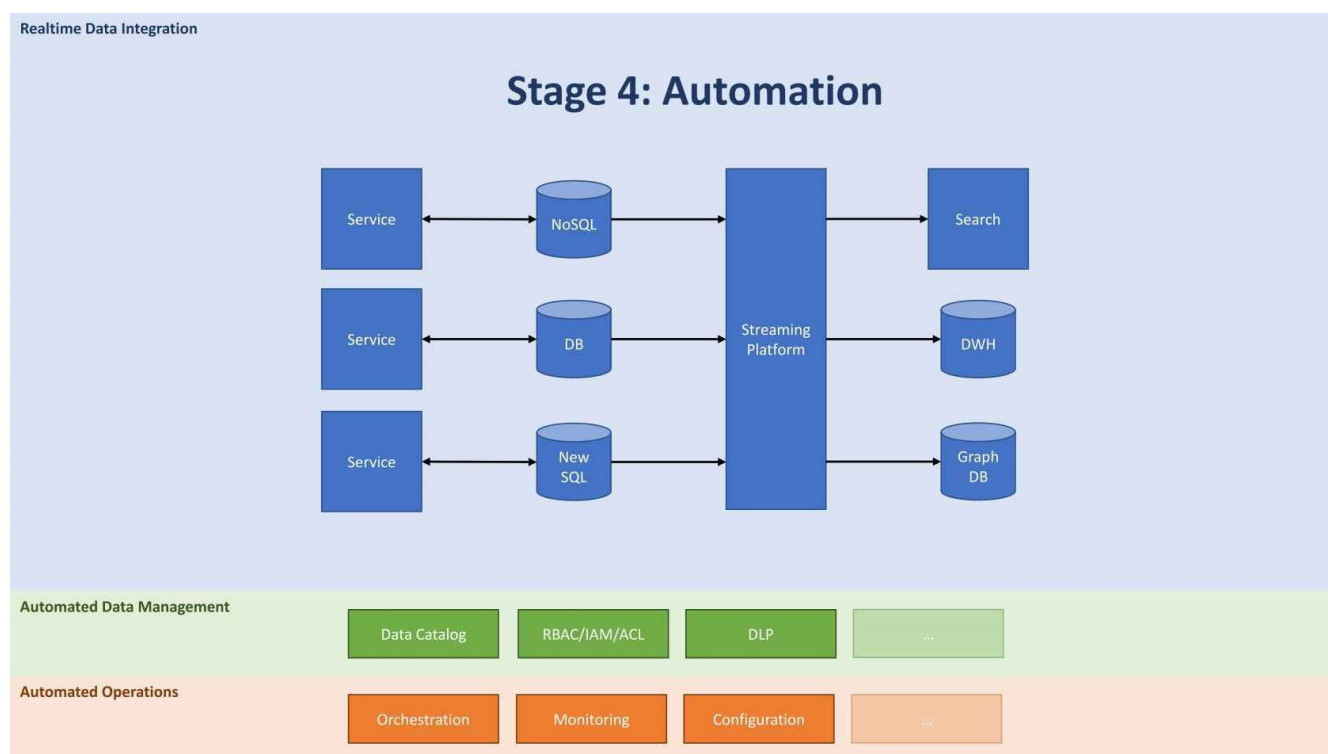 Realtime Data Integration
Stage 4: Automation
Service
NoSQL
Search
Service
DB
Streaming
Platform
DWH
Service
New
SQL
Graph
DB
Automated Data Management
Data Catalog
RBAC/IAM/ACL
DLP
...
Automated Operations
Orchestration
Monitoring
Configuration
...